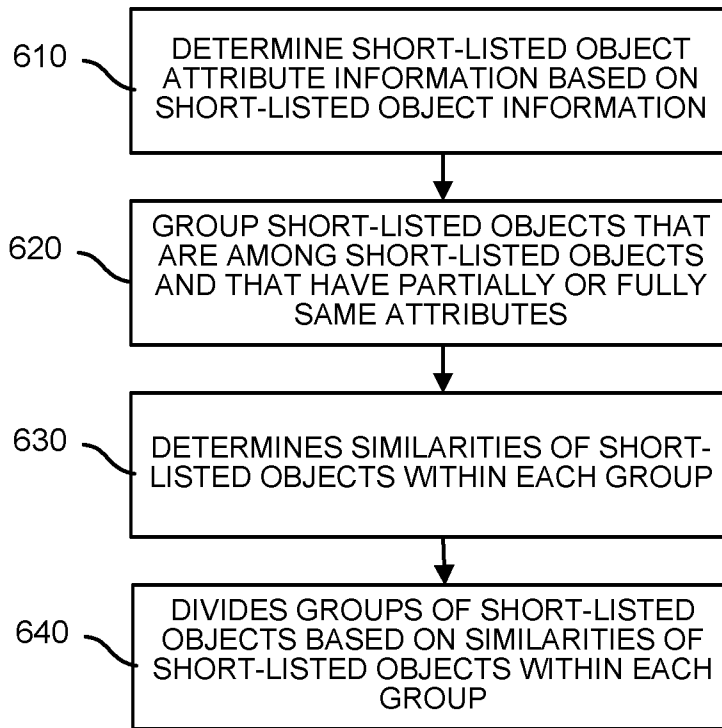 610
DETERMINE SHORT-LISTED OBJECT
ATTRIBUTE INFORMATION BASED ON
SHORT-LISTED OBJECT INFORMATION
620
GROUP SHORT-LISTED OBJECTS THAT
ARE AMONG SHORT-LISTED OBJECTS
AND THAT HAVE PARTIALLY OR FULLY
SAME ATTRIBUTES
630
DETERMINES SIMILARITIES OF SHORT-
LISTED OBJECTS WITHIN EACH GROUP
640
DIVIDES GROUPS OF SHORT-LISTED
OBJECTS BASED ON SIMILARITIES OF
SHORT-LISTED OBJECTS WITHIN EACH
GROUP